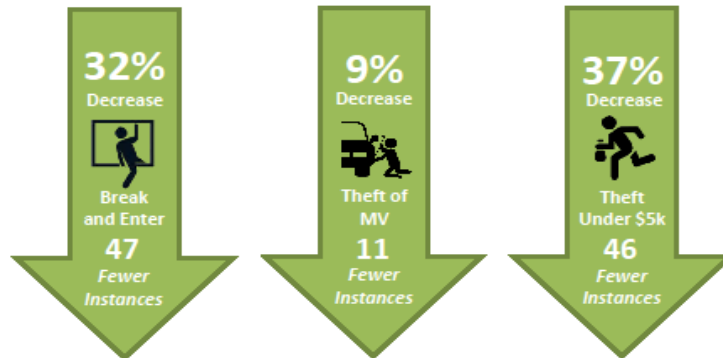 32%
Decrease
Break
and Enter
47
Fewer
Instances
9%
Decrease
Theft of
MV
11
Fewer
Instances
37%
Decrease
Theft
Under $5k
46
Fewer
Instances